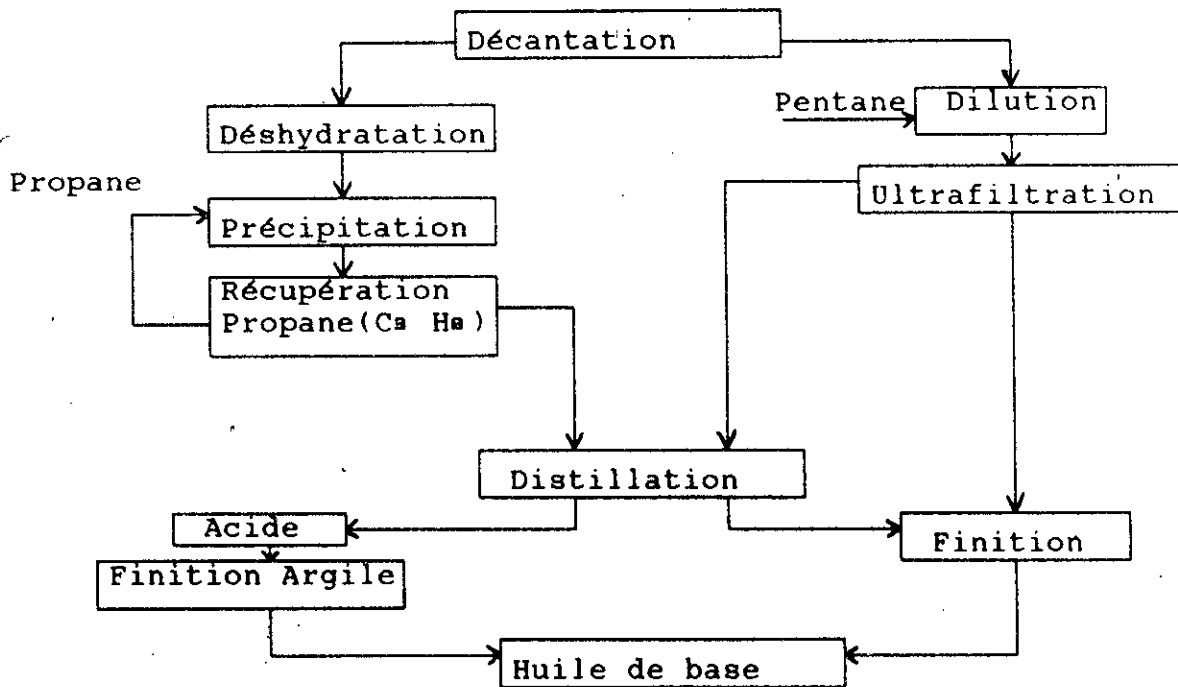 Décantation
Pentane
Dilution
Déshydratation
Propane
Ultrafiltration
Précipitation
Récupération
Propane(C3 H8)
Distillation
Acide
Finition
Finition Argile
Huile de base